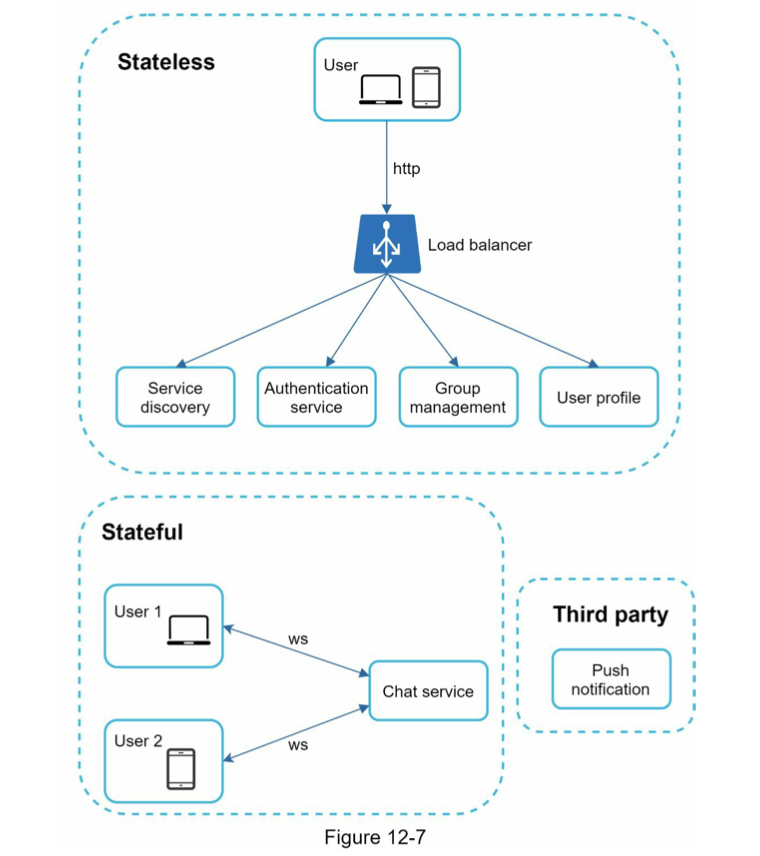 Stateless
User
http
Load balancer
Service
discovery
Authentication
service
Group
management
User profile
Stateful
User 1
ws
Chat service
User 2
ws
Third party
Push
notification
Figure 12-7